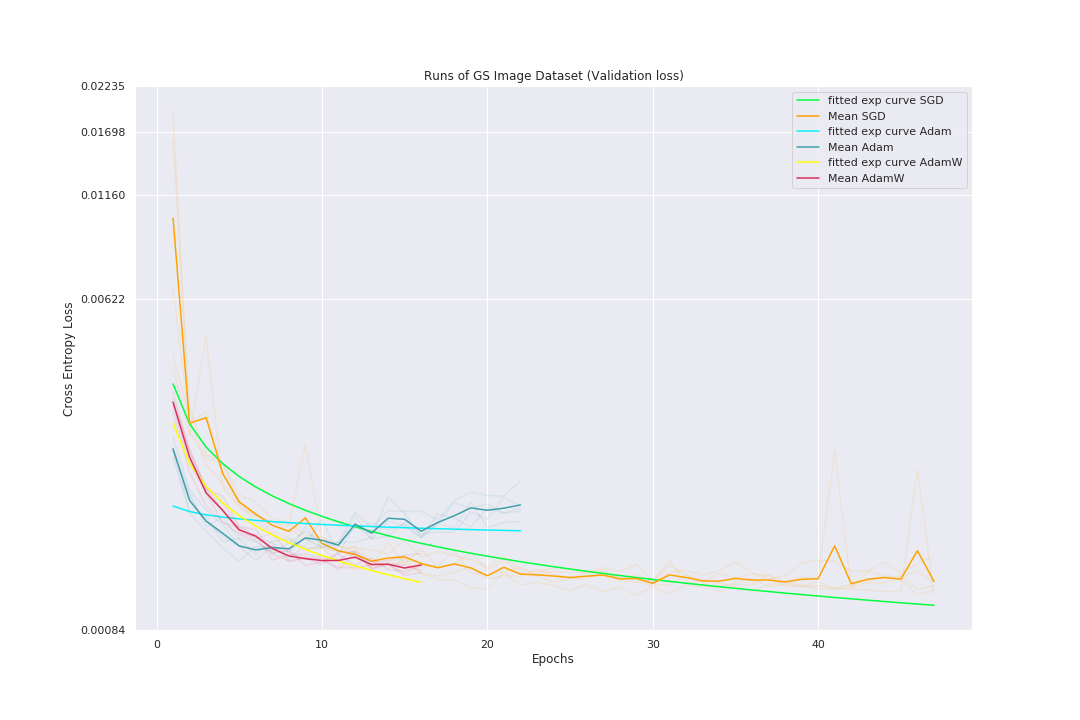 Runs of GS Image Dataset (Validation loss)
0.02235
0.01698
0.01160
0.00622
0.00084
Cross Entropy Loss
fitted exp curve SGD
Mean SGD
fitted exp curve Adam
Mean Adam
fitted exp curve AdamW
Mean AdamW
0 10 20 30 40
Epochs